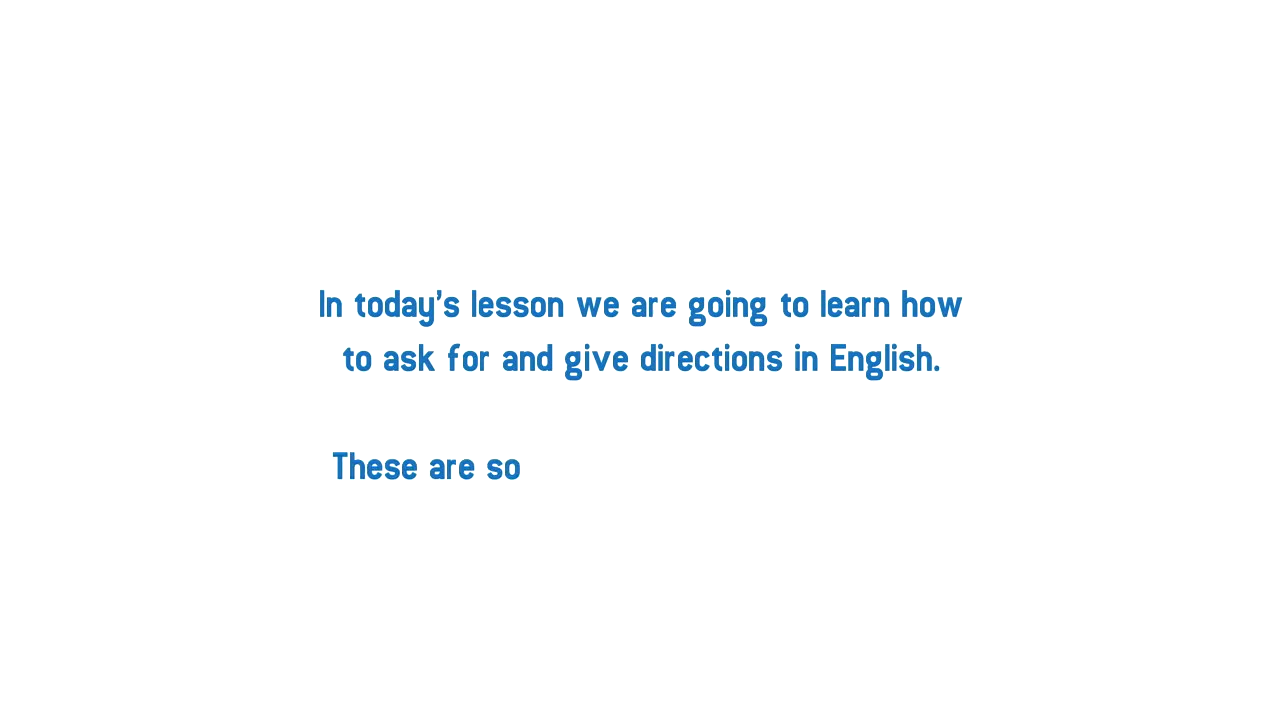 In today's lesson we are going to learn how
to ask for and give directions in English.
These are so